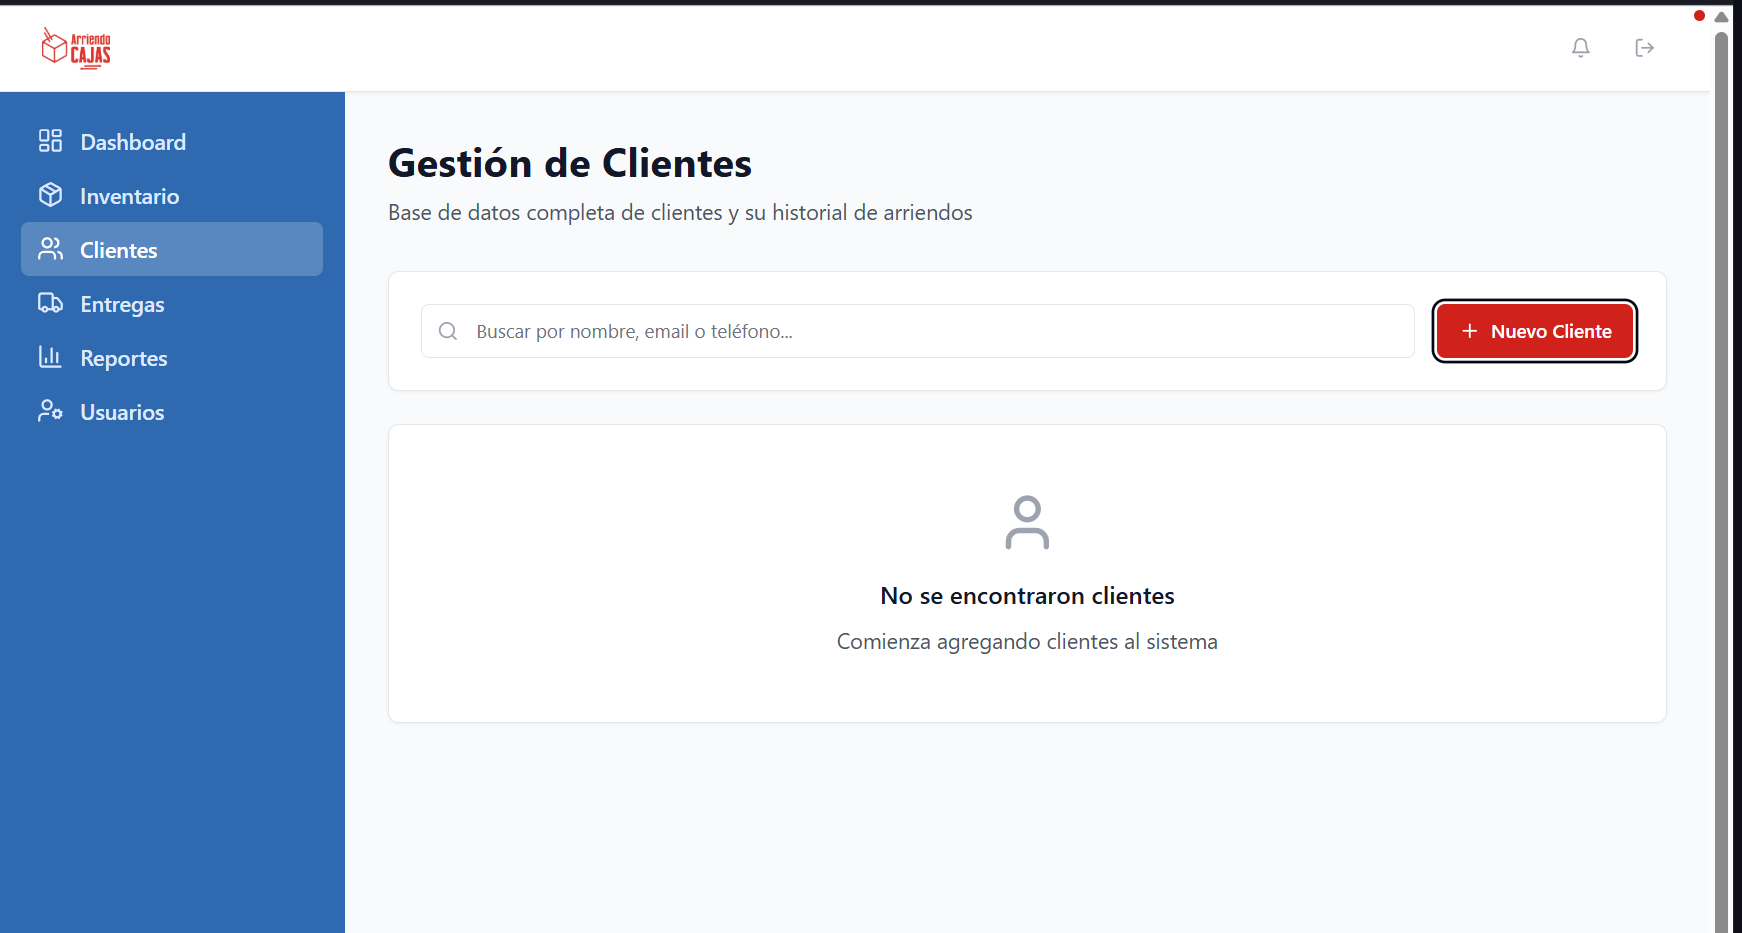 Arriendo
CAJAS
Dashboard
Inventario
Clientes
Entregas
Reportes
Usuarios
Gestión de Clientes
Base de datos completa de clientes y su historial de arriendos
Buscar por nombre, email o teléfono...
+ Nuevo Cliente
No se encontraron clientes
Comienza agregando clientes al sistema